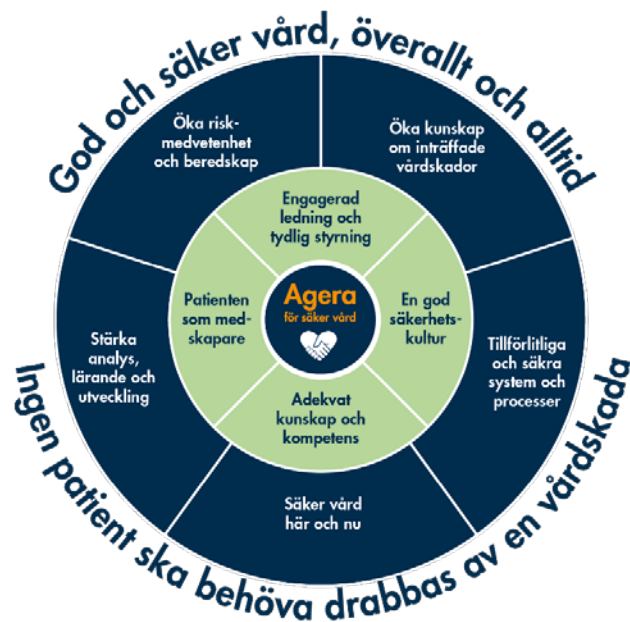 God och säker vård, överallt och alltid
Öka risk-
medvetenhet
och beredskap
Öka kunskap
om inträffade
vårdskador
Engagerad
ledning och
tydlig styrning
Patienten
som med-
skapare
Agera
för säker vård
En god
säkerhets-
kultur
Stärka
analys,
lärande och
utveckling
Tillförlitliga
och säkra
system och
processer
Adekvat
kunskap och
kompetens
Säker vård
här och nu
Ingen patient ska behöva drabbas av en vårdskada